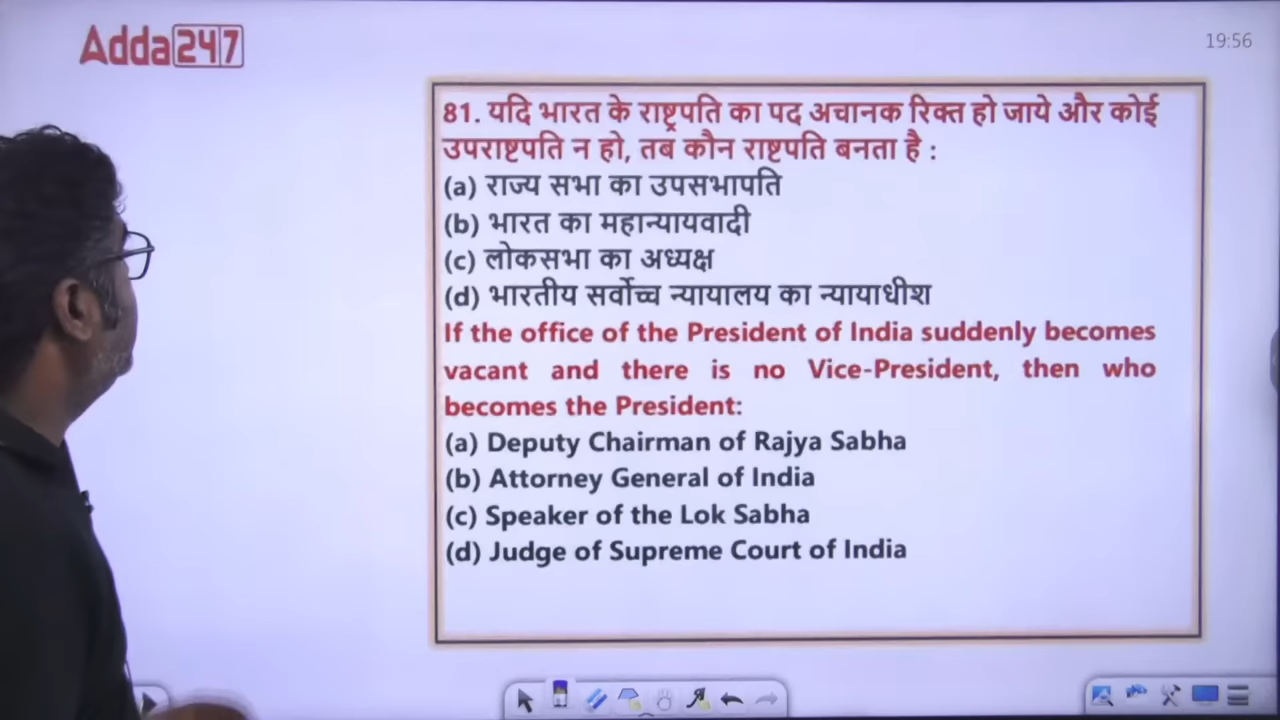 Adda247
19:56
81. यदि भारत के राष्ट्रपति का पद अचानक रिक्त हो जाये और कोई
उपराष्टपति न हो, तब कौन राष्टपति बनता है :
(a) राज्य सभा का उपसभापति
(b) भारत का महान्यायवादी
(c) लोकसभा का अध्यक्ष
(d) भारतीय सर्वोच्च न्यायालय का न्यायाधीश
If the office of the President of India suddenly becomes
vacant and there is no Vice-President, then who
becomes the President:
(a) Deputy Chairman of Rajya Sabha
(b) Attorney General of India
(c) Speaker of the Lok Sabha
(d) Judge of Supreme Court of India